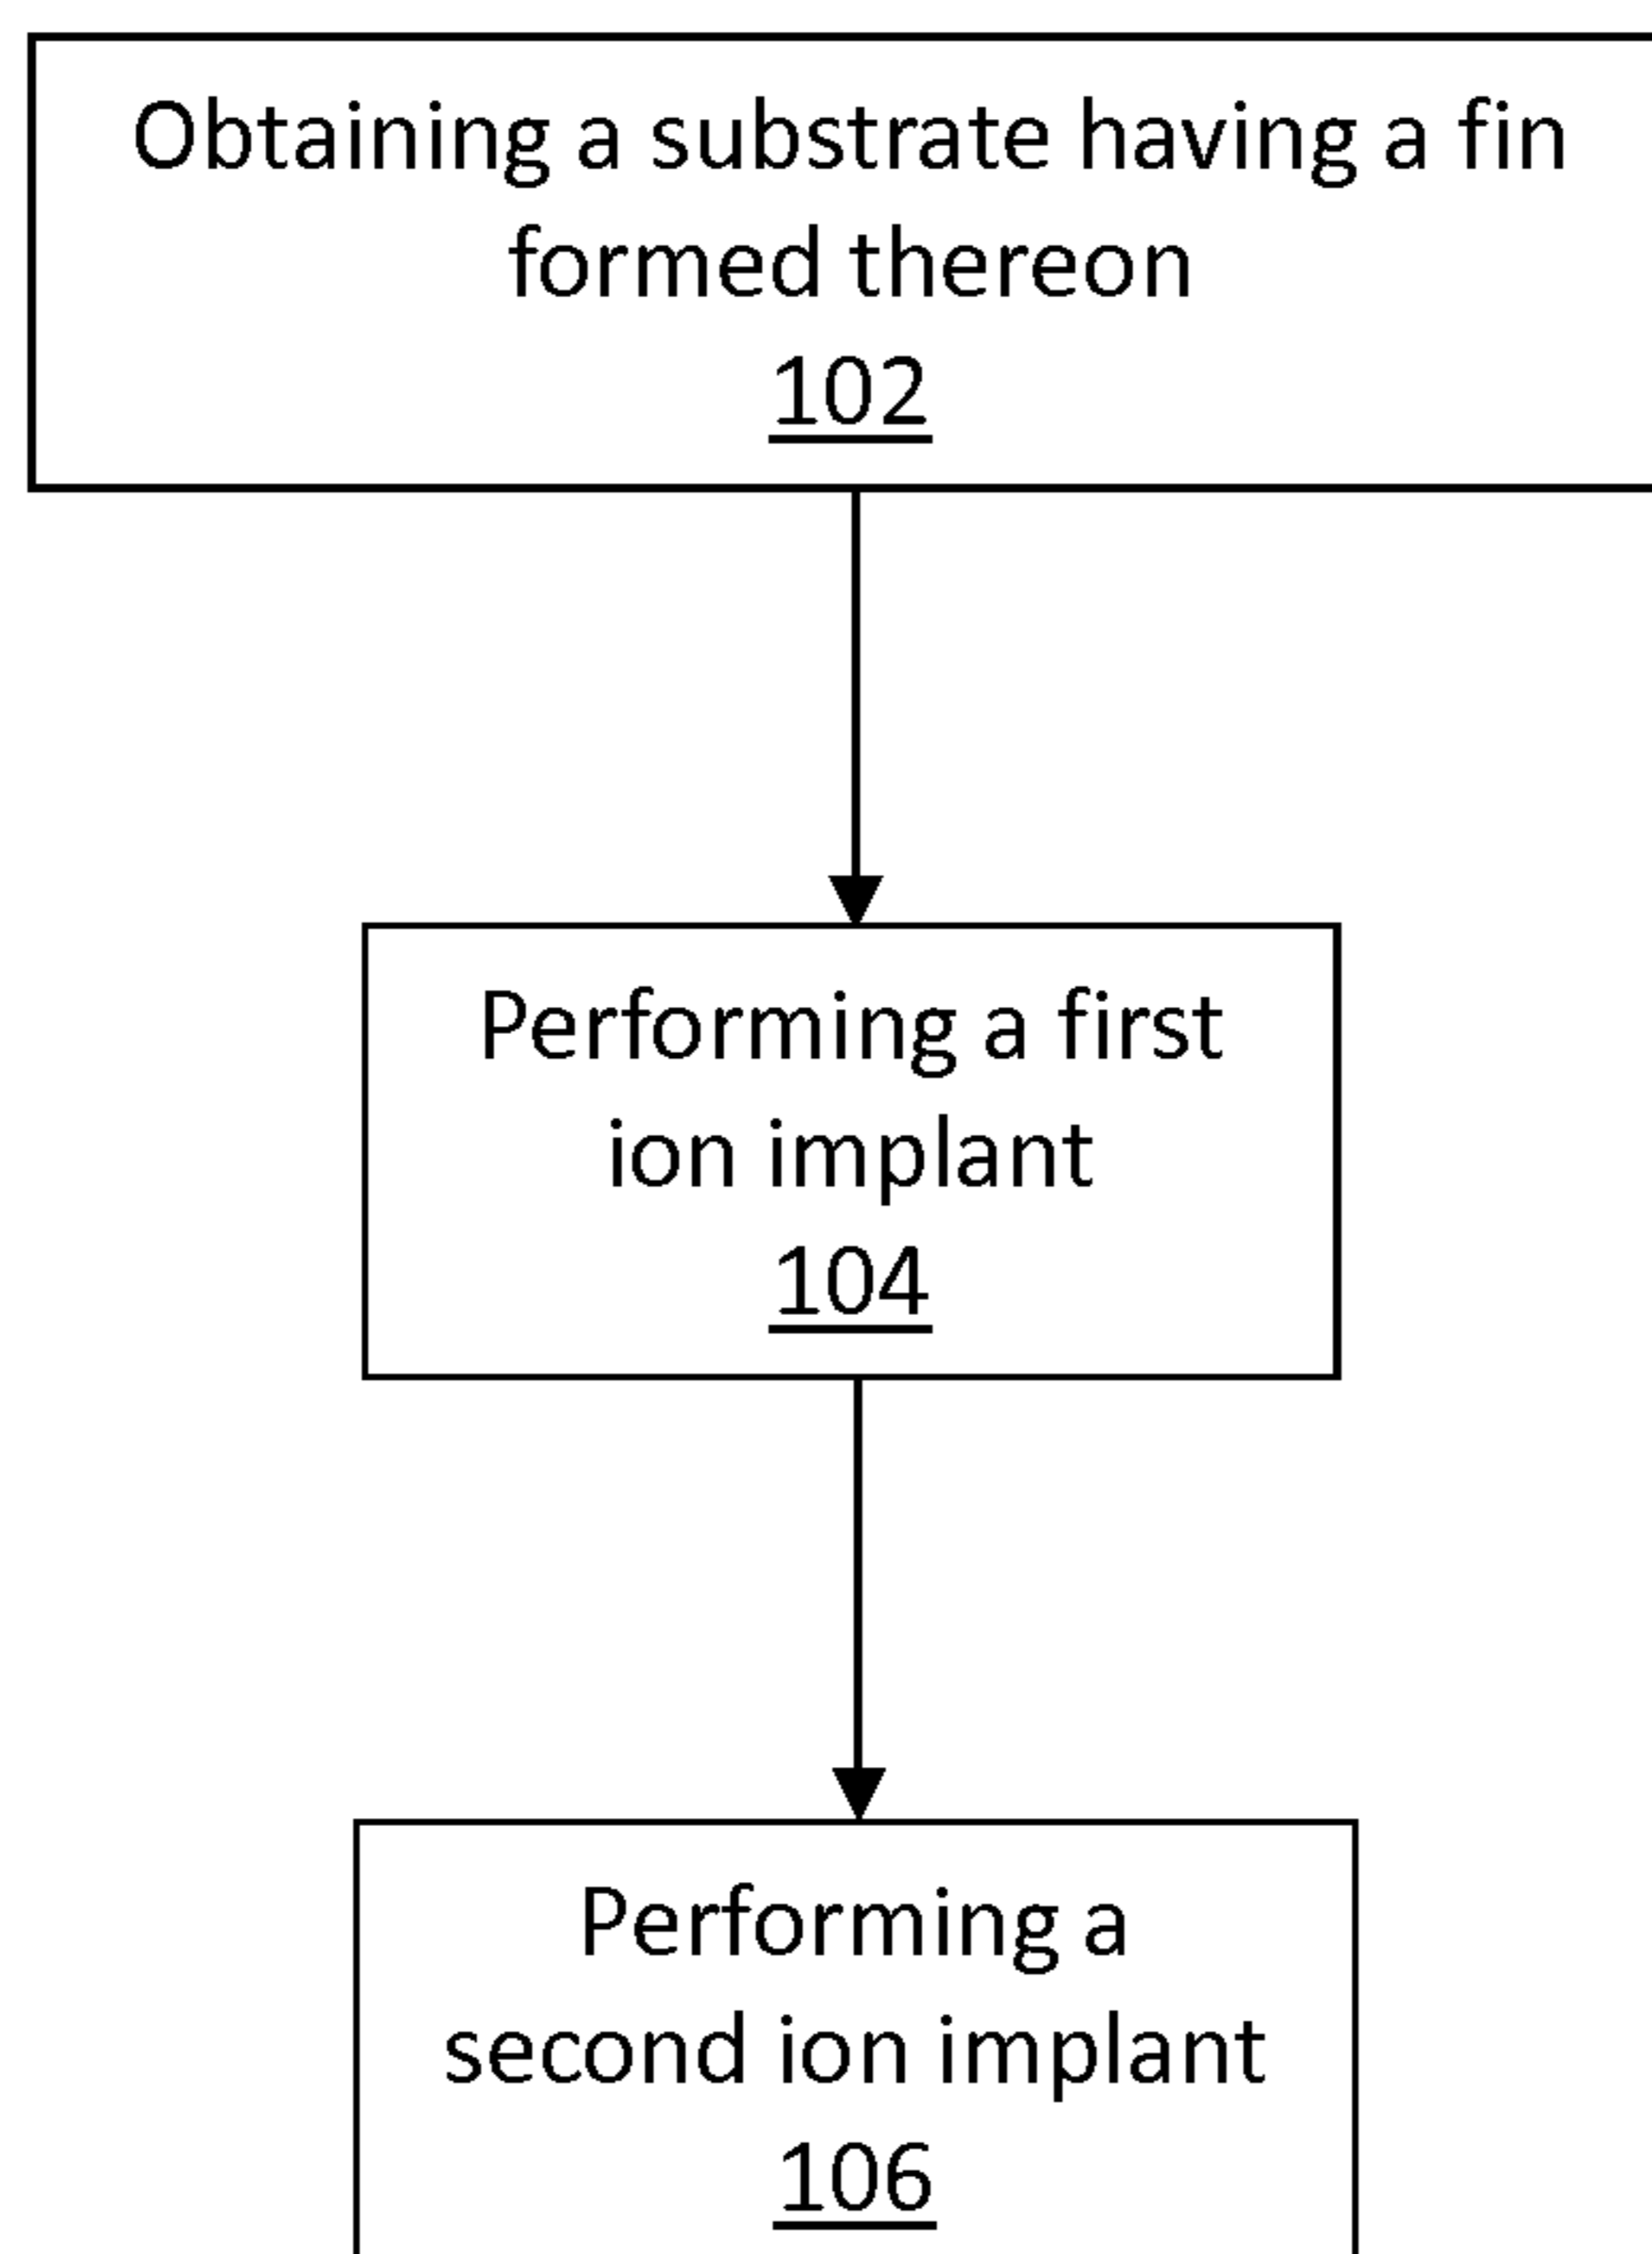 Obtaining a substrate having a fin
formed thereon
102
Performing a first
ion implant
104
Performing a
second ion implant
106